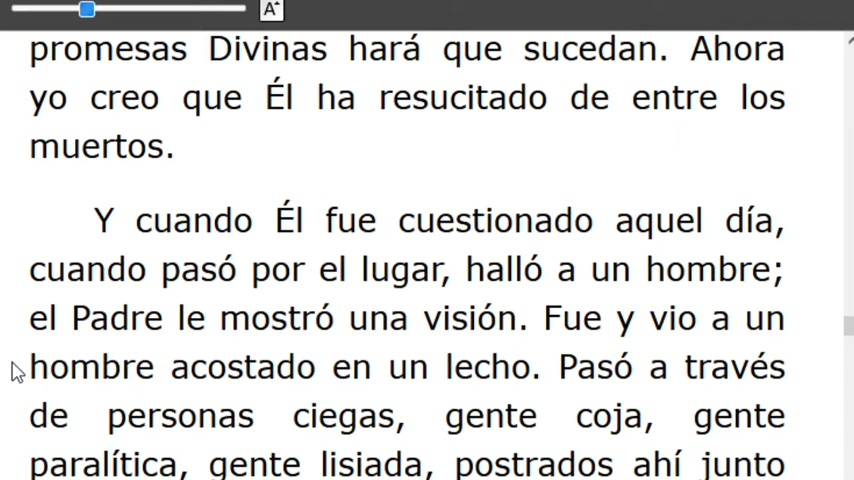 A
promesas Divinas hará que sucedan. Ahora
yo creo que Él ha resucitado de entre los
muertos.
Y cuando Él fue cuestionado aquel día,
cuando pasó por el lugar, halló a un hombre;
el Padre le mostró una visión. Fue y vio a un
hombre acostado en un lecho. Pasó a través
de personas ciegas, gente coja, gente
paralítica, gente lisiada, postrados ahí junto